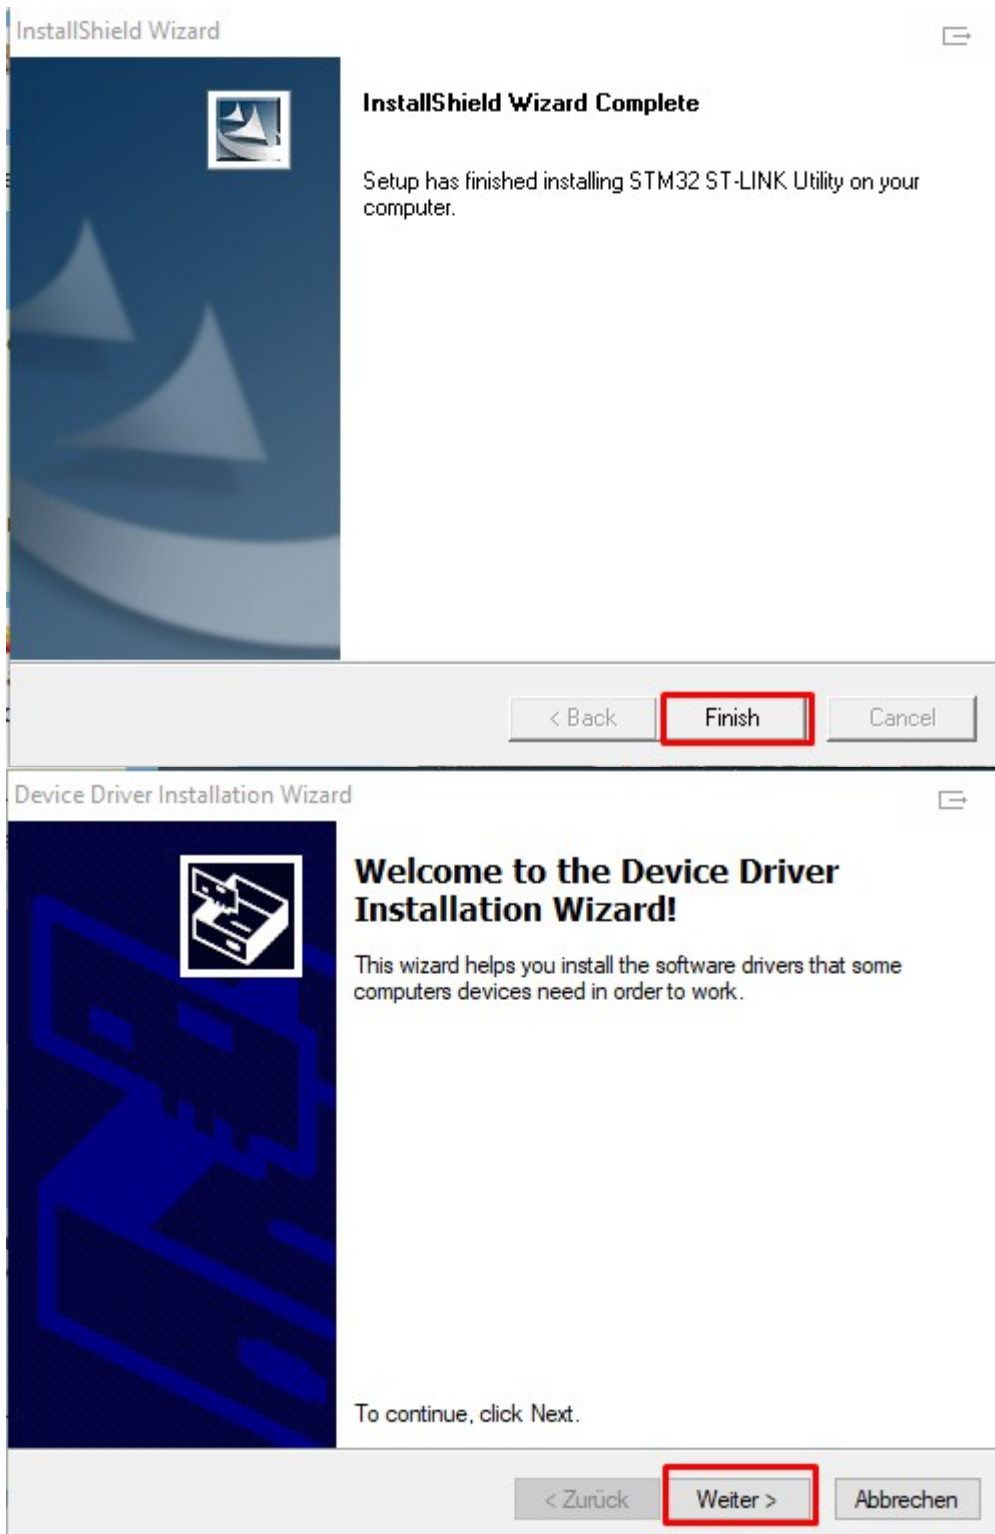 InstallShield Wizard
InstallShield Wizard Complete
Setup has finished installing STM32 ST-LINK Utility on your
computer.
< Back
Finish
Cancel
Device Driver Installation Wizard
Welcome to the Device Driver
Installation Wizard!
This wizard helps you install the software drivers that some
computers devices need in order to work.
To continue, click Next.
< Zurück
Weiter >
Abbrechen